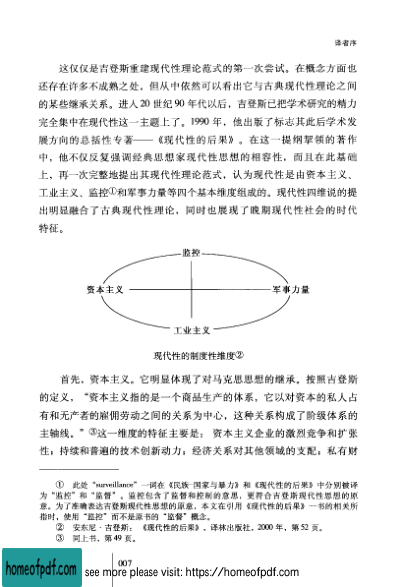 译者序
这仅仅是吉登斯重建现代性理论范式的第一次尝试。在概念方面也
还存在许多不成熟之处，但从中依然可以看出它与古典现代性理论之间
的某些继承关系。进入 20 世纪 90 年代以后，吉登斯已把学术研究的精力
完全集中在现代性这一主题上了。1990 年，他出版了标志其此后学术发
展方向的总括性专著——《现代性的后果》。在这一提纲挈领的著作
中，他不仅反复强调经典思想家现代性思想的相容性，而且在此基础
上，再一次完整地提出其现代性理论范式，认为现代性是由资本主义、
工业主义、监控①和军事力量等四个基本维度组成的。现代性四维说的提
出明显融合了古典现代性理论，同时也展现了晚期现代性社会的时代
特征。
监控
资本主义 军事力量
工业主义
现代性的制度性维度②
首先，资本主义。它明显体现了对马克思思想的继承。按照吉登斯
的定义，“资本主义指的是一个商品生产的体系，它以对资本的私人占
有和无产者的雇佣劳动之间的关系为中心，这种关系构成了阶级体系的
主轴线。”③这一维度的特征主要是：资本主义企业的激烈竞争和扩张
性；持续和普遍的技术创新动力；经济关系对其他领域的支配；私有财
① 此处“surveillance”一词在《民族-国家与暴力》和《现代性的后果》中分别被译
为“监控”和“监督”。监控包含了监督和控制的意思，更符合吉登斯现代性思想的原
意。为了准确表达吉登斯现代性思想的原意，本文在引用《现代性的后果》一书的相关所
指时，使用“监控”而不是原书的“监督”概念。
② 安东尼·吉登斯：《现代性的后果》，译林出版社，2000 年，第 52 页。
③ 同上书，第 49 页。
007
homeofpdf.com see more please visit: https://homeofpdf.com